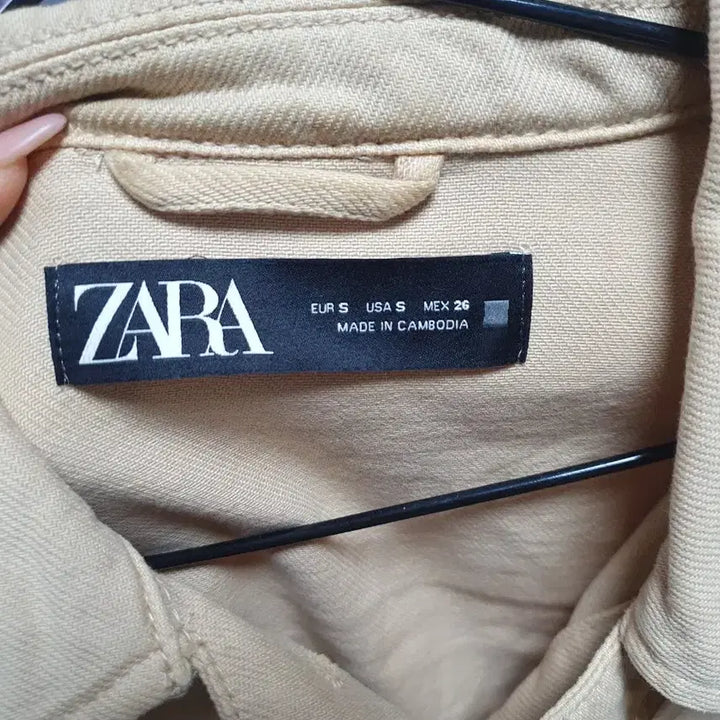 ZARA
EUR S USA S MEX 26
MADE IN CAMBODIA